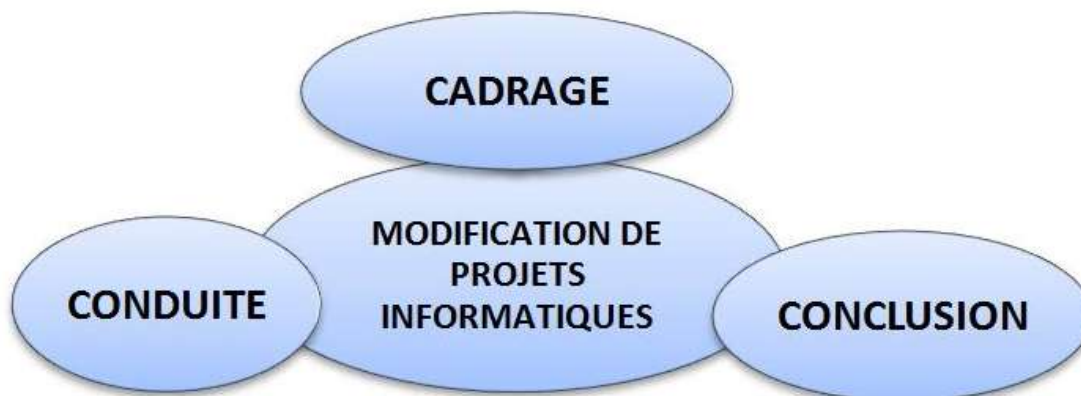 CADRAGE
MODIFICATION DE
PROJETS
INFORMATIQUES
CONDUITE
CONCLUSION